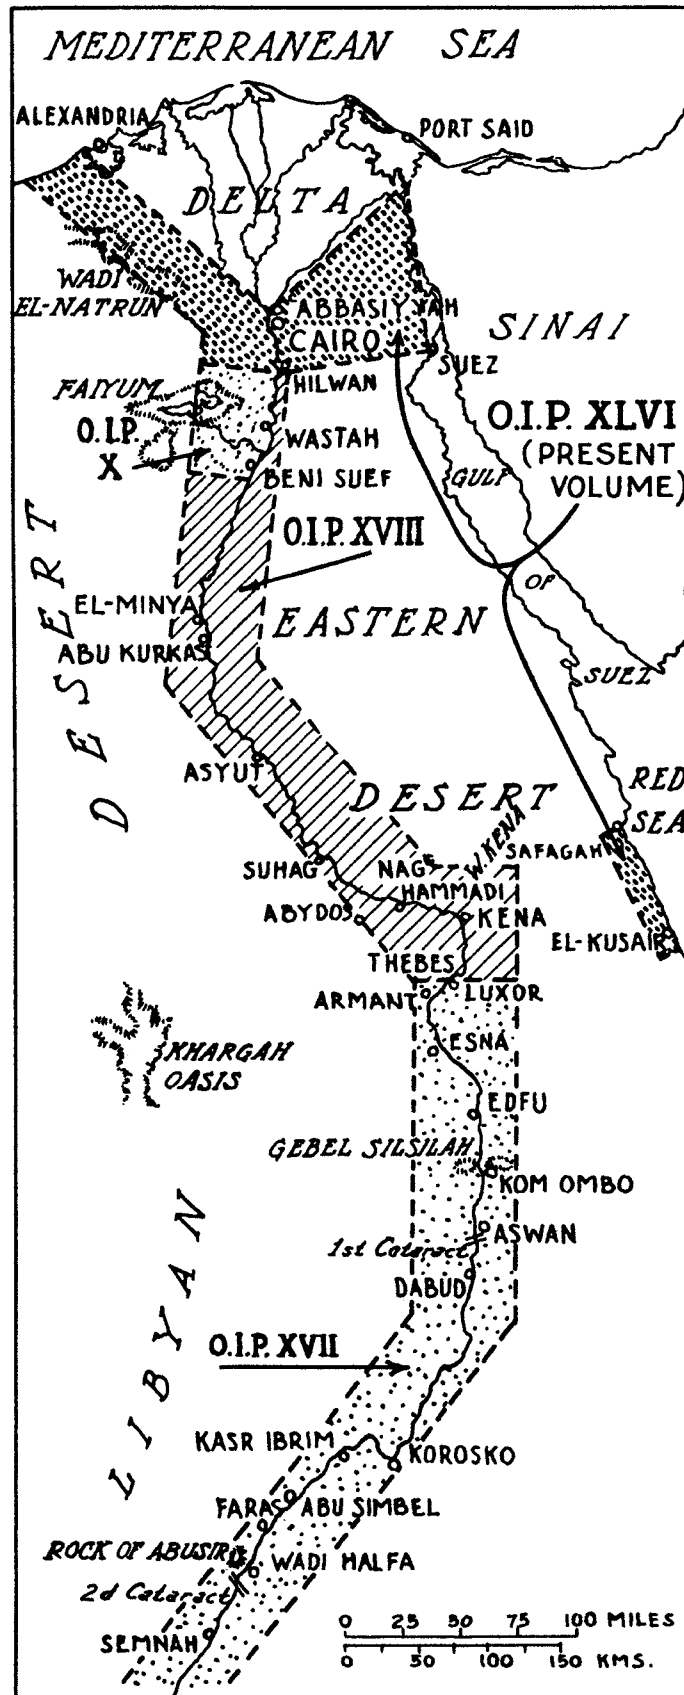 MEDITERRANEAN SEA
ALEXANDRIA
PORT SAID
DELTA
WADI
EL-NATRUN
ABBASIYYAH
CAIRO
SINAI
SUEZ
HILWAN
FAIYUM
O.I.P.
X
WASTAH
BENI SUEF
O.I.P. XLVI
(PRESENT
VOLUME)
GULF
OF
SUEZ
O.I.P. XVIII
EL-MINYA
ABU KURKAS
EASTERN
DESERT
ASYUT
RED
SEA
DESERT
SUHAG
NAG
HAMMADI
W. KENA
SAFAGAH
ABYDOS
KENA
EL-KUSAIR
THEBES
LUXOR
ARMANT
ESNA
KHARGAH
OASIS
EDFU
GEBEL SILSILAH
KOM OMBO
ASWAN
1st Cataract
DABUD
LIBYAN
O.I.P. XVII
KASR IBRIM
KOROSKO
FARAS
ABU SIMBEL
ROCK OF ABUSIR
WADI HALFA
2d Cataract
SEMNAH
0 25 50 75 100 MILES
0 50 100 150 KMS.